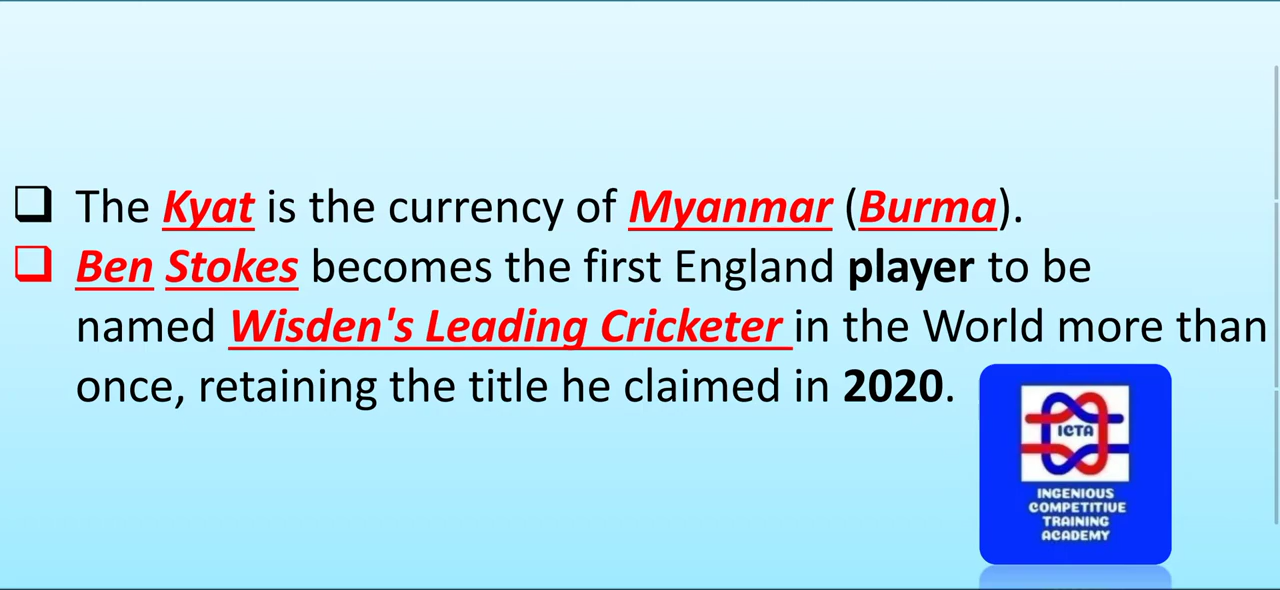 ❑ The Kyat is the currency of Myanmar (Burma).
❑ Ben Stokes becomes the first England player to be
named Wisden's Leading Cricketer in the World more than
once, retaining the title he claimed in 2020.
ICTA
INGENIOUS
COMPETITIUE
TRAINING
ACADEMY